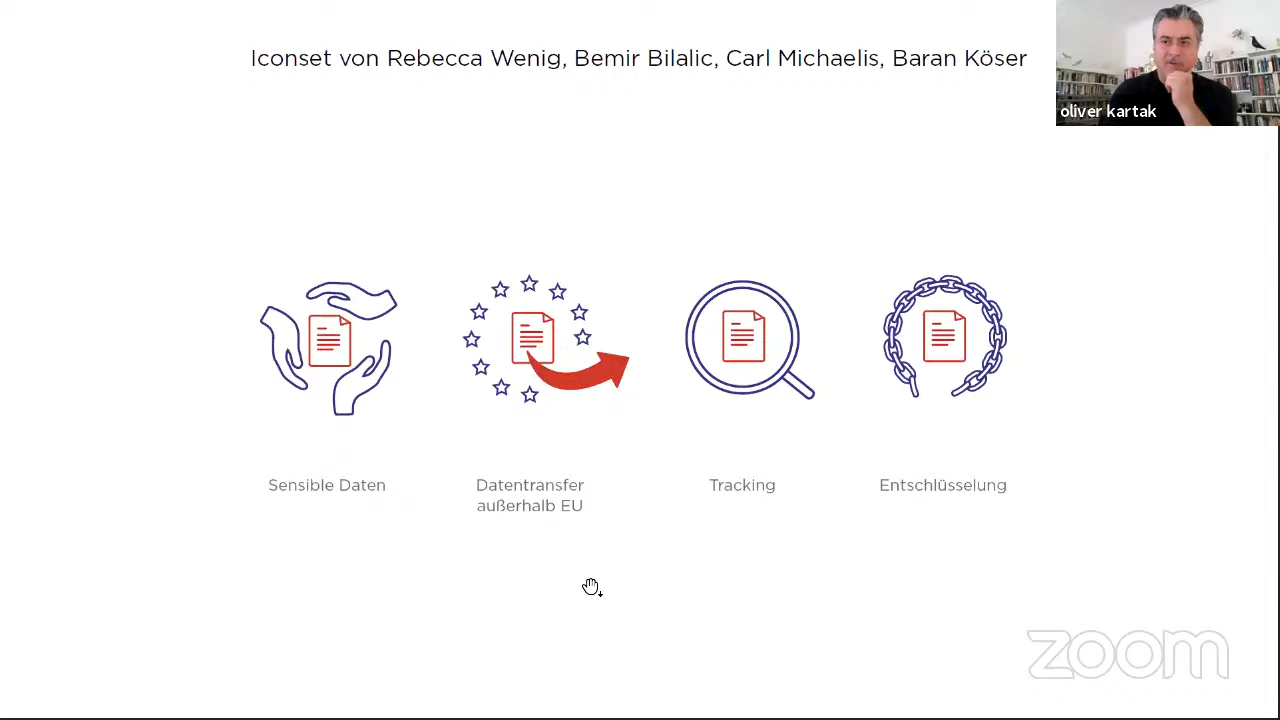 Iconset von Rebecca Wenig, Bemir Bilalic, Carl Michaelis, Baran Köser
oliver kartak
Sensible Daten
Datentransfer
außerhalb EU
Tracking
Entschlüsselung
zoom